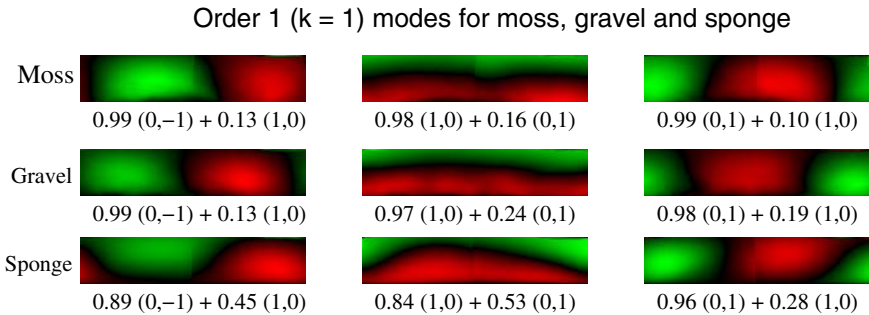 Order 1 (k = 1) modes for moss, gravel and sponge
Moss
0.99 (0,−1) + 0.13 (1,0)
0.98 (1,0) + 0.16 (0,1)
0.99 (0,1) + 0.10 (1,0)
Gravel
0.99 (0,−1) + 0.13 (1,0)
0.97 (1,0) + 0.24 (0,1)
0.98 (0,1) + 0.19 (1,0)
Sponge
0.89 (0,−1) + 0.45 (1,0)
0.84 (1,0) + 0.53 (0,1)
0.96 (0,1) + 0.28 (1,0)